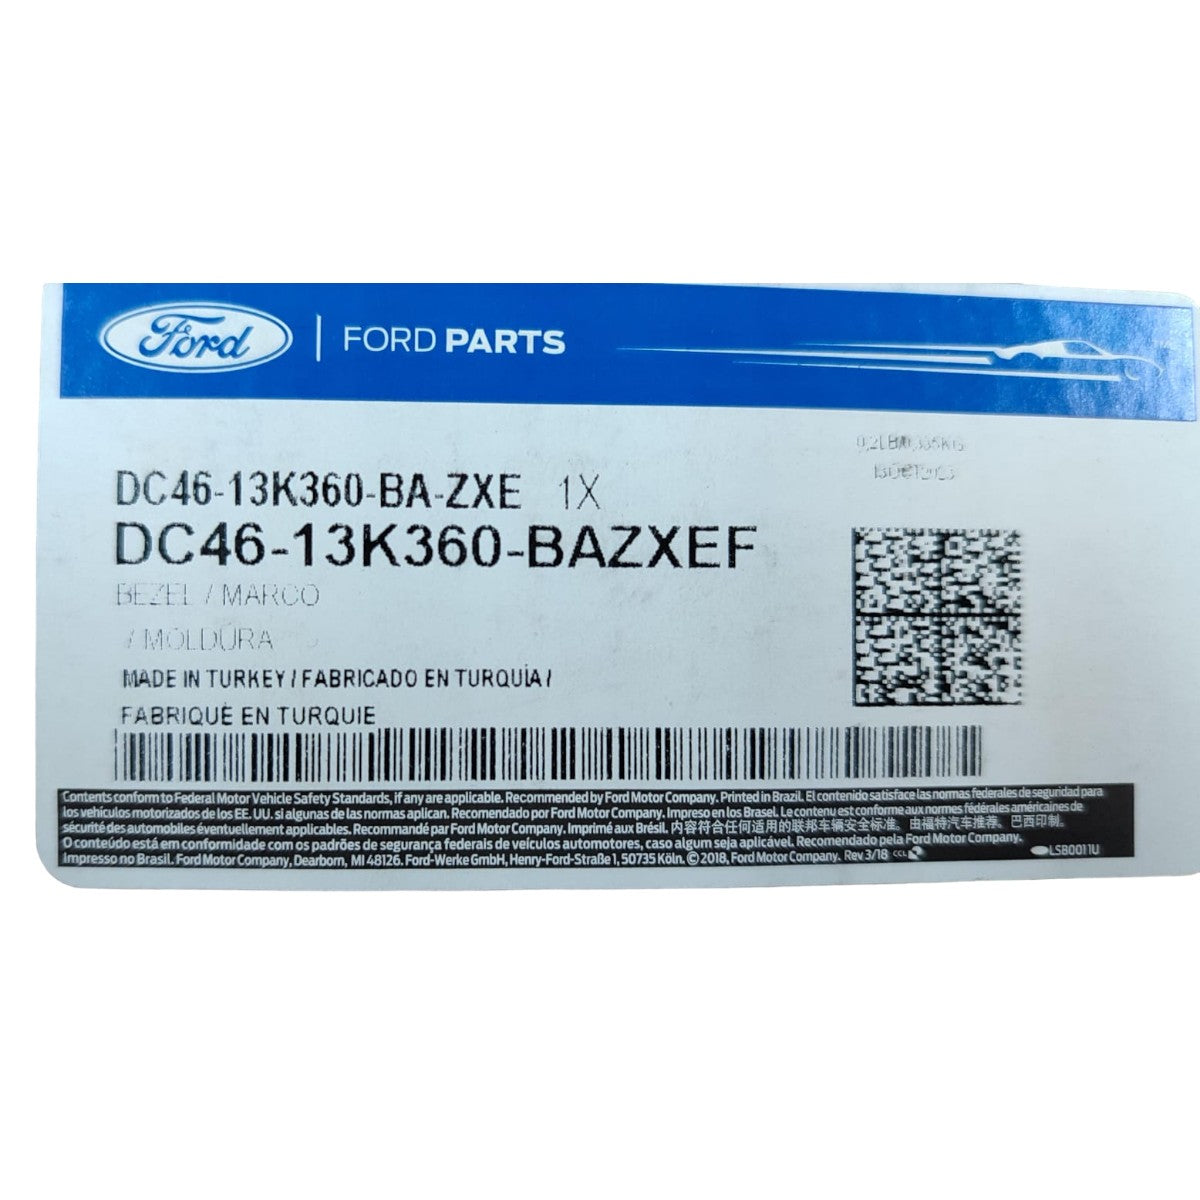 Ford | FORD PARTS
DC46-13K360-BA-ZXE 1X
DC46-13K360-BAZXEF
BEZEL / MARCO
/ MOLDURA
MADE IN TURKEY / FABRICADO EN TURQUÍA /
FABRIQUÉ EN TURQUIE
Contents conform to Federal Motor Vehicle Safety Standards, if any are applicable. Recommended by Ford Motor Company. Printed in Brazil. El contenido satisface las normas federales de seguridad para
los vehículos motorizados de los EE. UU. si algunas de las normas aplican. Recomendado por Ford Motor Company. Impreso en los Brasel. Le contenu est conforme aux normes fédérales américaines de
sécurité des automobiles éventuellement applicables. Recommandé par Ford Motor Company. Imprimé aux Brésil. 内容符合任何适用的联邦车辆安全标准。由福特汽车推荐。巴西印制。
O conteúdo está em conformidade com os padrões de segurança federais de veículos automotores, caso algum seja aplicável. Recomendado pela Ford Motor Company.
Impresso no Brasil. Ford Motor Company, Dearborn, MI 48126. Ford-Werke GmbH, Henry-Ford-Straße 1, 50735 Köln. © 2018, Ford Motor Company. Rev 3/18 CCL LSB0011U